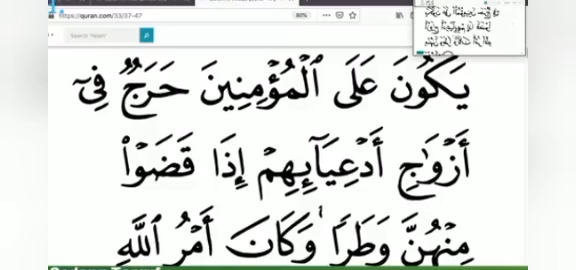 https://quran.com/33/37-47
80%
Search "Noah"
يَكُونَ عَلَى ٱلْمُؤْمِنِينَ حَرَجٌ فِىٓ
أَزْوَٰجِ أَدْعِيَآئِهِمْ إِذَا قَضَوْا۟
مِنْهُنَّ وَطَرًا ۚ وَكَانَ أَمْرُ ٱللَّهِ